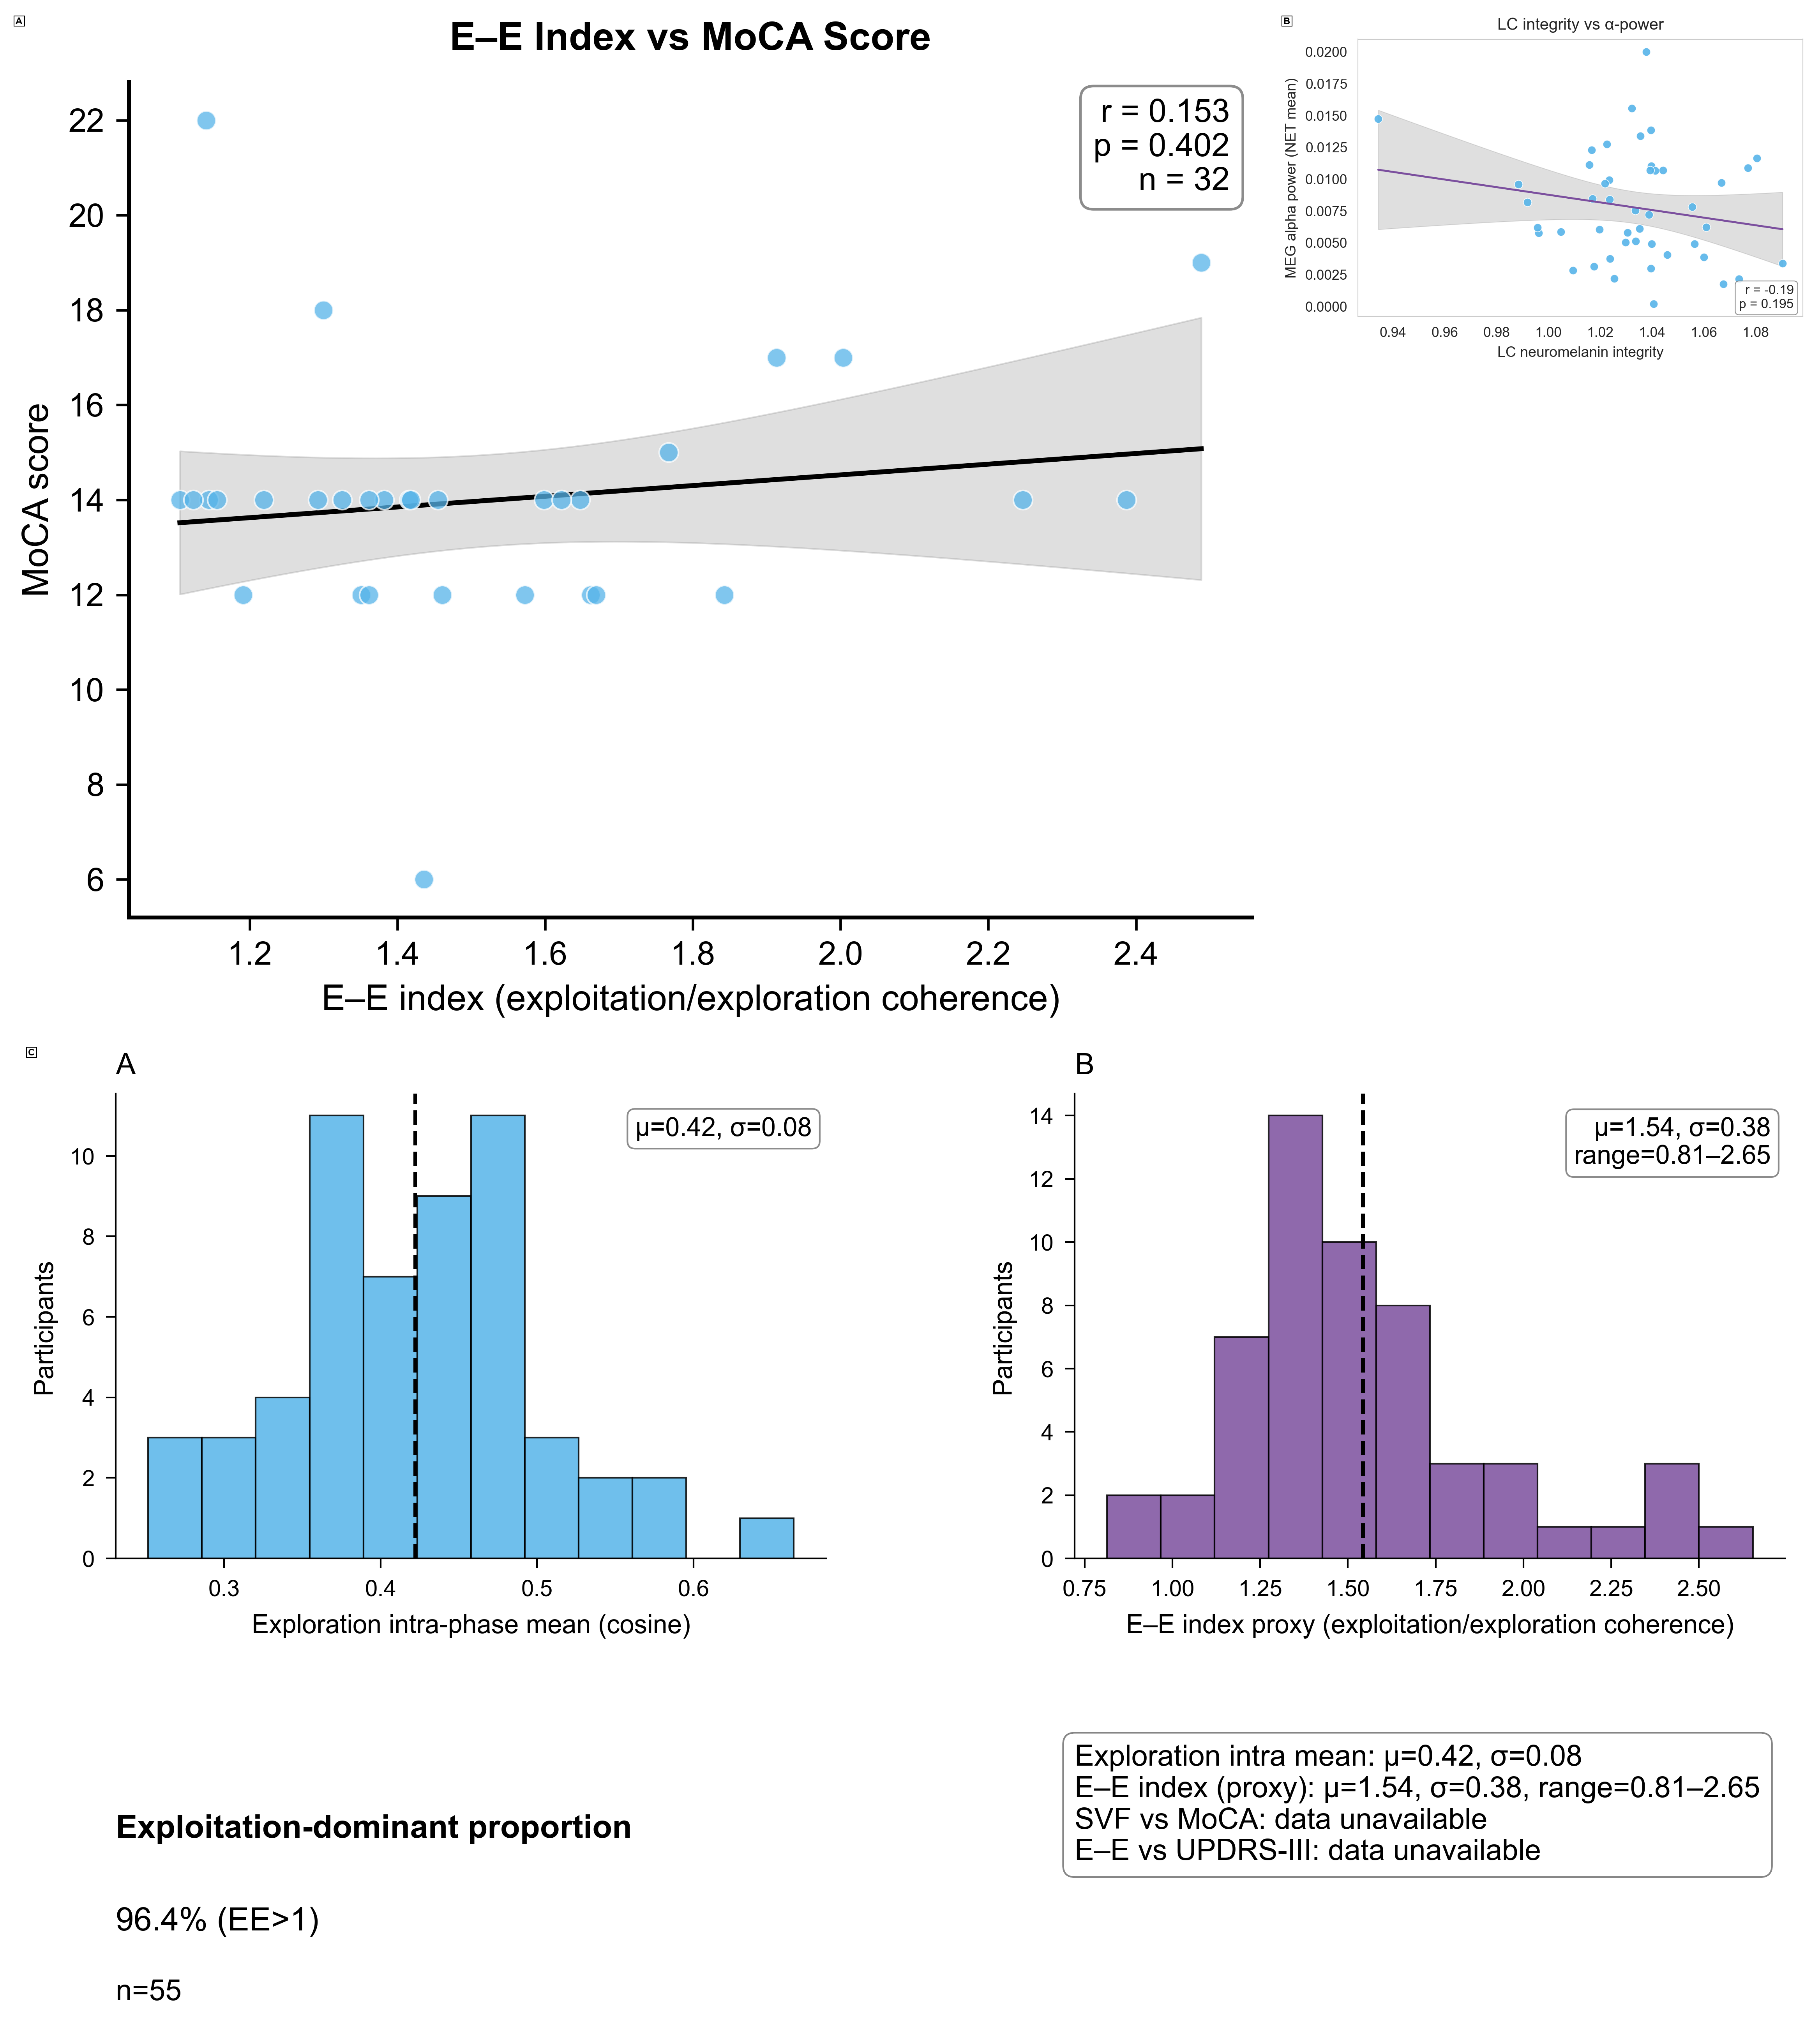 A
E–E Index vs MoCA Score
r = 0.153
p = 0.402
n = 32
22
20
18
16
14
12
10
8
6
MoCA score
1.2 1.4 1.6 1.8 2.0 2.2 2.4
E–E index (exploitation/exploration coherence)
B
LC integrity vs α-power
0.0200
0.0175
0.0150
0.0125
0.0100
0.0075
0.0050
0.0025
0.0000
MEG alpha power (NET mean)
r = -0.19
p = 0.195
0.94 0.96 0.98 1.00 1.02 1.04 1.06 1.08
LC neuromelanin integrity
C
A
μ=0.42, σ=0.08
10
8
6
4
2
0
Participants
0.3 0.4 0.5 0.6
Exploration intra-phase mean (cosine)
B
μ=1.54, σ=0.38
range=0.81–2.65
14
12
10
8
6
4
2
0
Participants
0.75 1.00 1.25 1.50 1.75 2.00 2.25 2.50
E–E index proxy (exploitation/exploration coherence)
Exploitation-dominant proportion
96.4% (EE>1)
n=55
Exploration intra mean: μ=0.42, σ=0.08
E–E index (proxy): μ=1.54, σ=0.38, range=0.81–2.65
SVF vs MoCA: data unavailable
E–E vs UPDRS-III: data unavailable